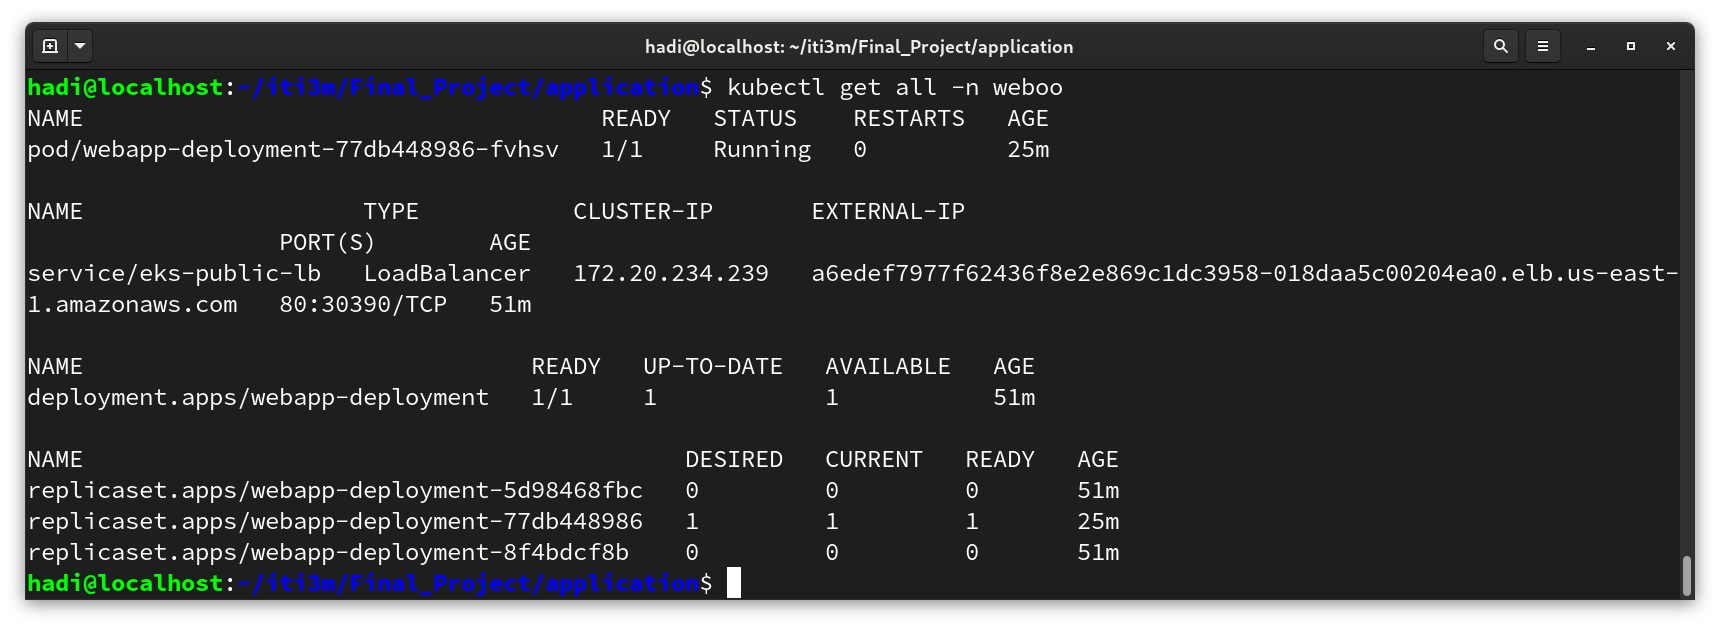 hadi@localhost: ~/iti3m/Final_Project/application
hadi@localhost:~/iti3m/Final_Project/application$ kubectl get all -n weboo
NAME                                     READY   STATUS    RESTARTS   AGE
pod/webapp-deployment-77db448986-fvhsv   1/1     Running   0          25m
NAME                    TYPE           CLUSTER-IP       EXTERNAL-IP
                  PORT(S)        AGE
service/eks-public-lb   LoadBalancer   172.20.234.239   a6edef7977f62436f8e2e869c1dc3958-018daa5c00204ea0.elb.us-east-
1.amazonaws.com   80:30390/TCP   51m
NAME                                READY   UP-TO-DATE   AVAILABLE   AGE
deployment.apps/webapp-deployment   1/1     1            1           51m
NAME                                           DESIRED   CURRENT   READY   AGE
replicaset.apps/webapp-deployment-5d98468fbc   0         0         0       51m
replicaset.apps/webapp-deployment-77db448986   1         1         1       25m
replicaset.apps/webapp-deployment-8f4bdcf8b    0         0         0       51m
hadi@localhost:~/iti3m/Final_Project/application$